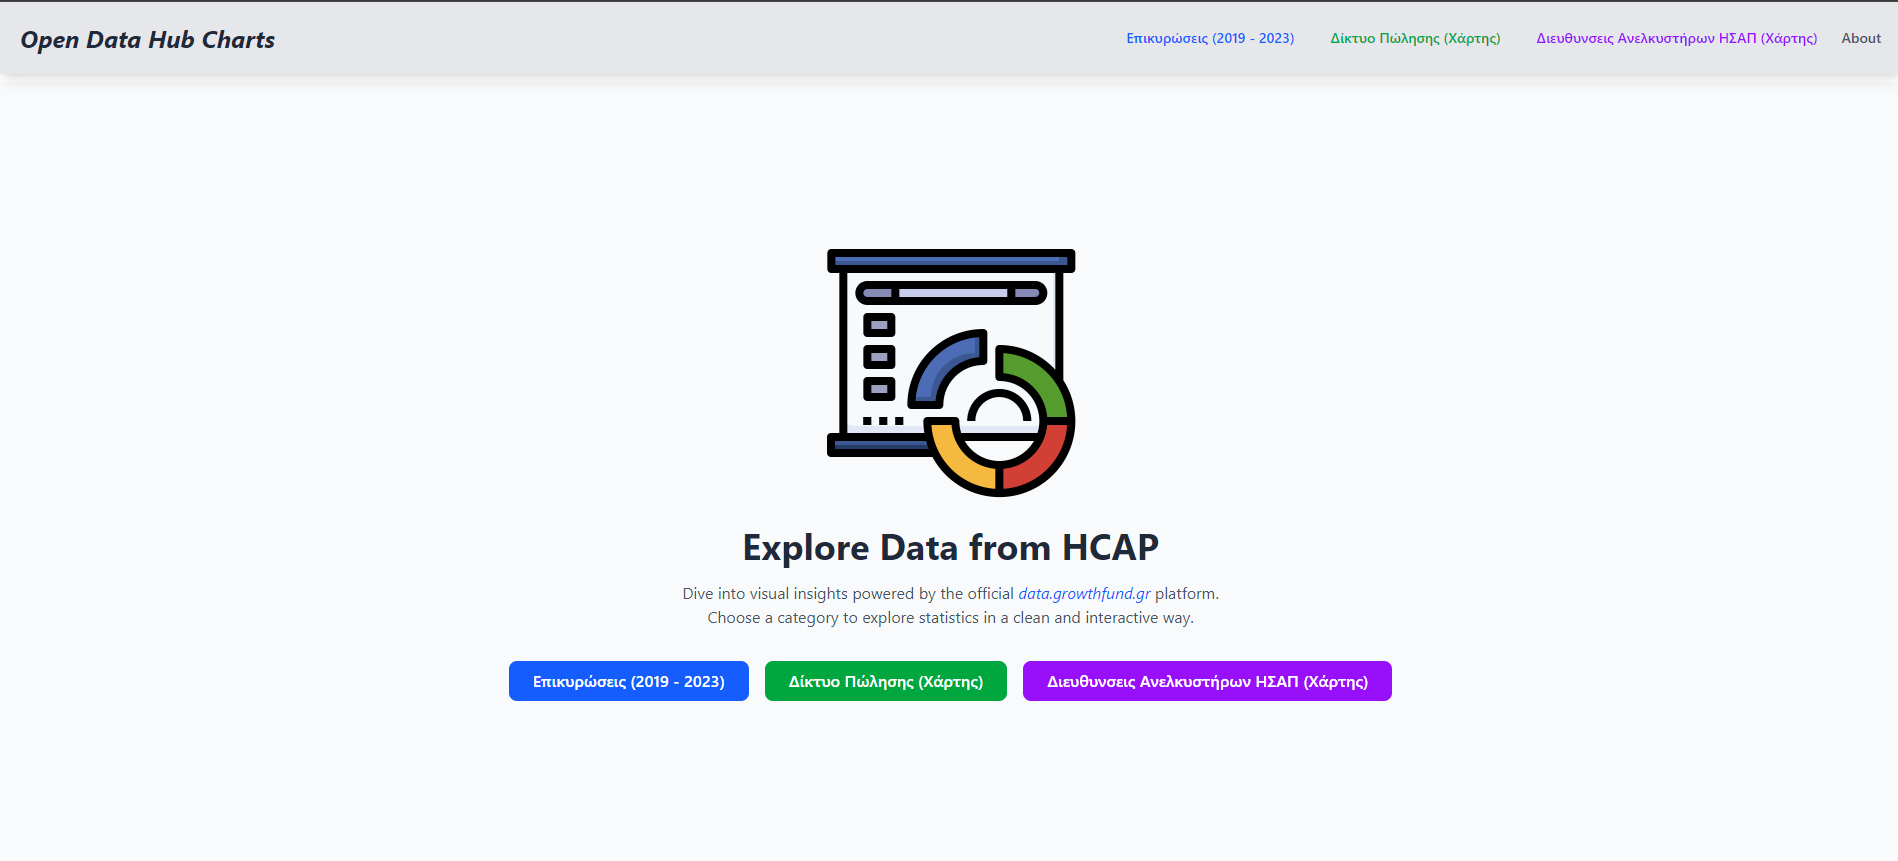 Open Data Hub Charts
Επικυρώσεις (2019 - 2023) Δίκτυο Πώλησης (Χάρτης) Διευθυνσεις Ανελκυστήρων ΗΣΑΠ (Χάρτης) About
Explore Data from HCAP
Dive into visual insights powered by the official data.growthfund.gr platform.
Choose a category to explore statistics in a clean and interactive way.
Επικυρώσεις (2019 - 2023) Δίκτυο Πώλησης (Χάρτης) Διευθυνσεις Ανελκυστήρων ΗΣΑΠ (Χάρτης)